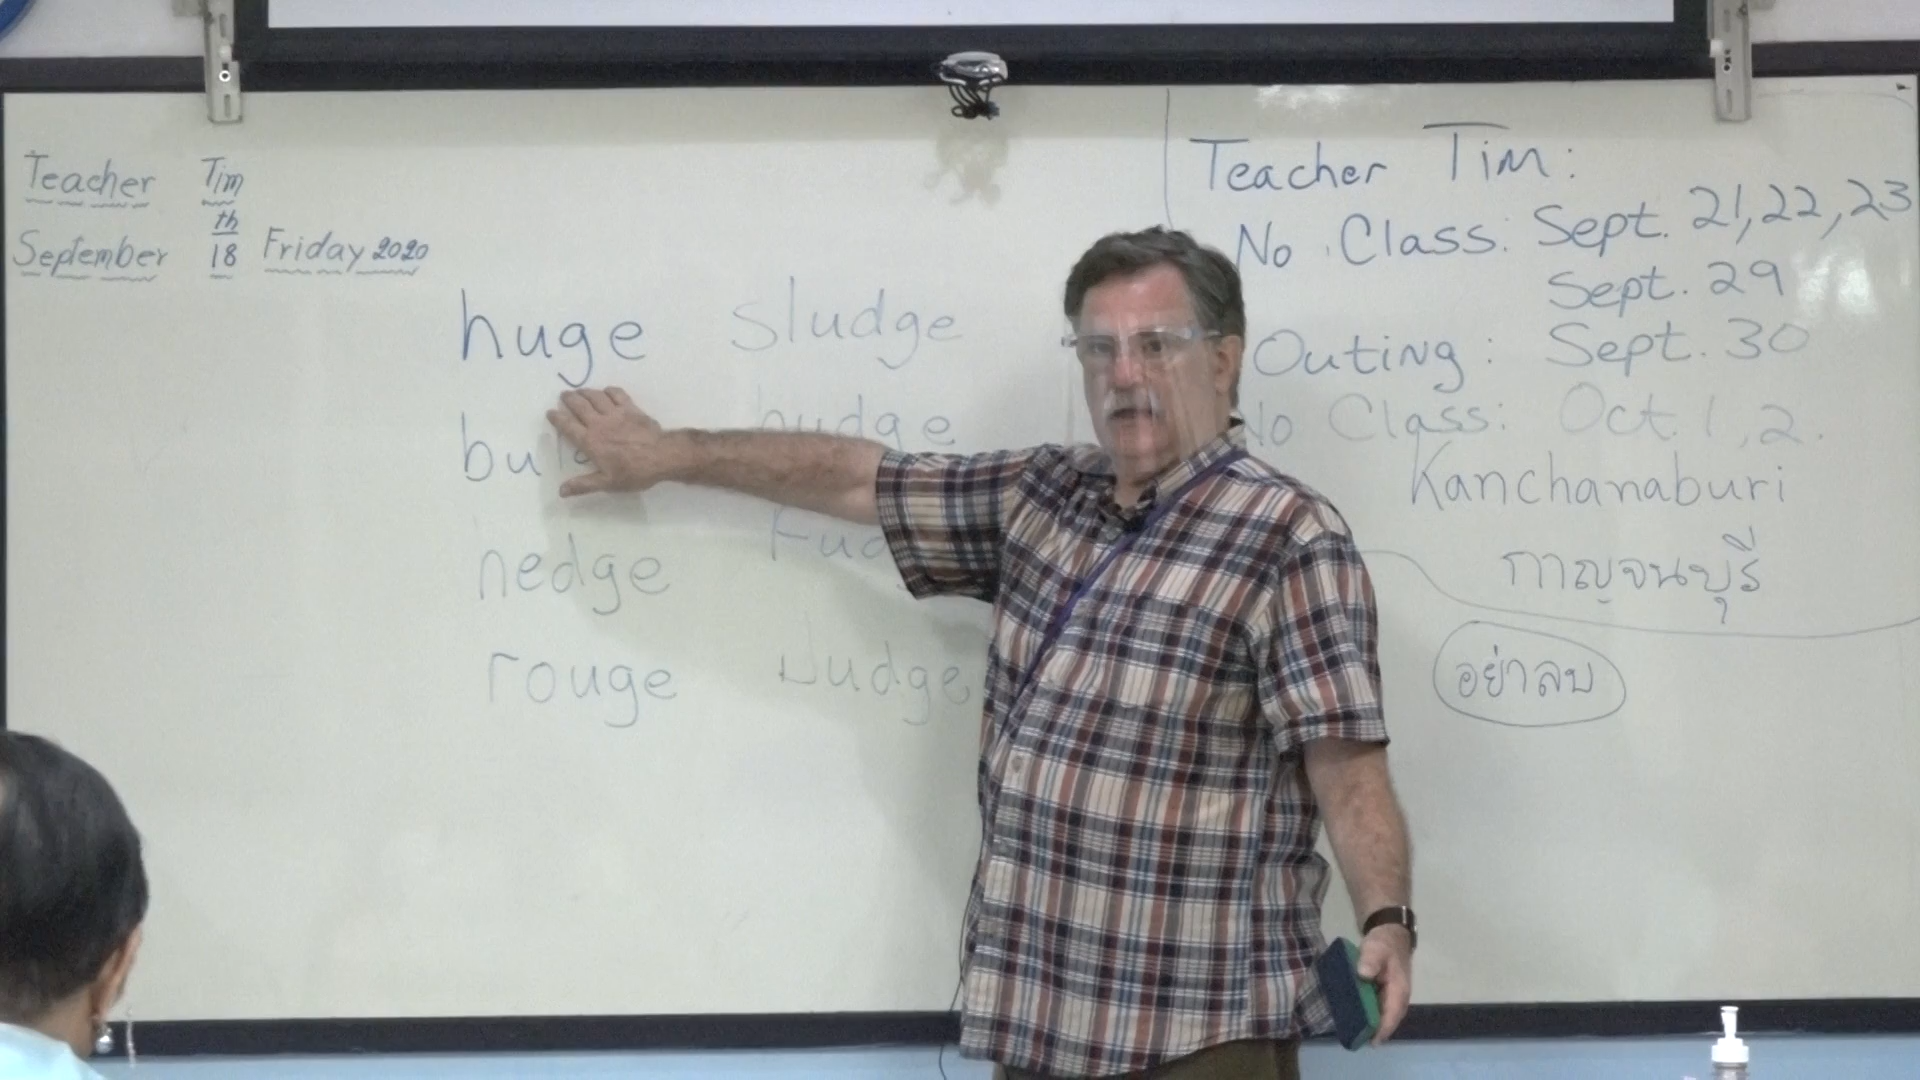 Teacher Tim
September 18th Friday 2020
huge sludge
budge
hedge
rouge
Teacher Tim:
No Class: Sept. 21, 22, 23
Sept. 29
Outing: Sept. 30
Class: Oct. 1, 2.
Kanchanaburi
กาญจนบุรี
อย่าลบ